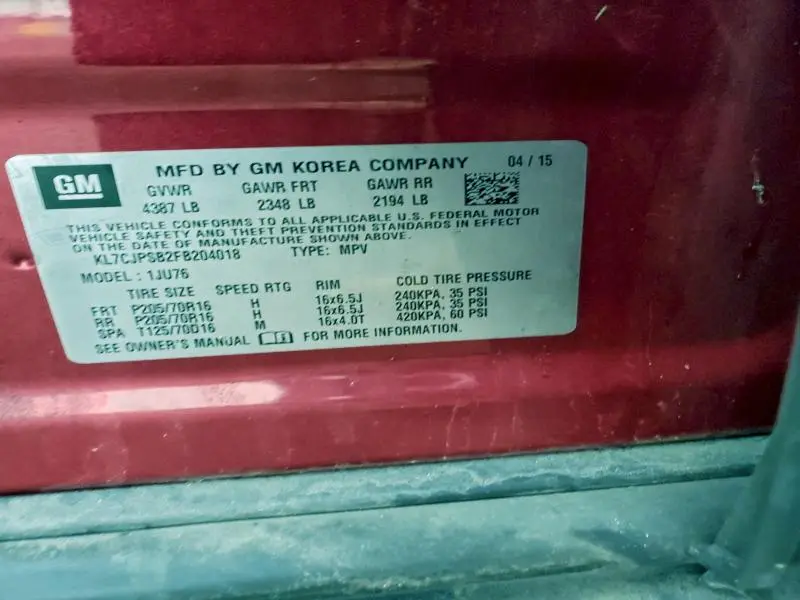 GM
MFD BY GM KOREA COMPANY 04 / 15
GVWR GAWR FRT GAWR RR
4387 LB 2348 LB 2194 LB
THIS VEHICLE CONFORMS TO ALL APPLICABLE U.S. FEDERAL MOTOR
VEHICLE SAFETY AND THEFT PREVENTION STANDARDS IN EFFECT
ON THE DATE OF MANUFACTURE SHOWN ABOVE.
KL7CJPSB2FB204018 TYPE: MPV
MODEL : 1JU76
TIRE SIZE SPEED RTG RIM COLD TIRE PRESSURE
FRT P205/70R16 H 16x6.5J 240KPA, 35 PSI
RR P205/70R16 H 16x6.5J 240KPA, 35 PSI
SPA T125/70D16 M 16x4.0T 420KPA, 60 PSI
SEE OWNER'S MANUAL FOR MORE INFORMATION.